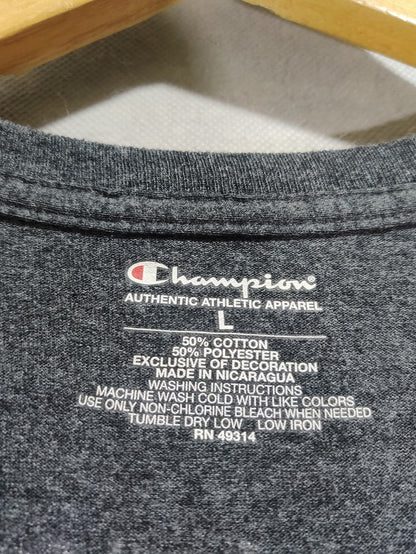 Champion
AUTHENTIC ATHLETIC APPAREL
L
50% COTTON
50% POLYESTER
EXCLUSIVE OF DECORATION
MADE IN NICARAGUA
WASHING INSTRUCTIONS
MACHINE WASH COLD WITH LIKE COLORS
USE ONLY NON-CHLORINE BLEACH WHEN NEEDED
TUMBLE DRY LOW LOW IRON
RN 49314